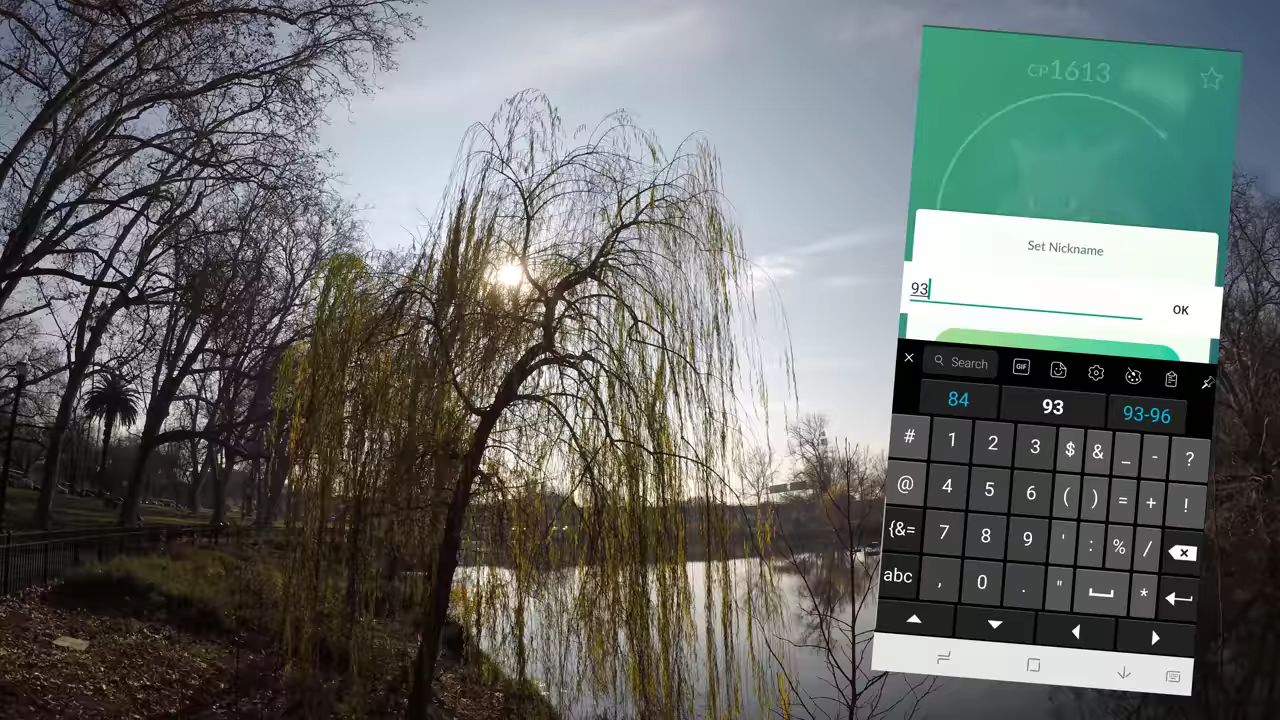 CP1613
Set Nickname
93
OK
Search
GIF
84 93 93-96
# 1 2 3 $ & _ - ?
@ 4 5 6 ( ) = + !
{&= 7 8 9 ' : % /
abc , 0 . " *